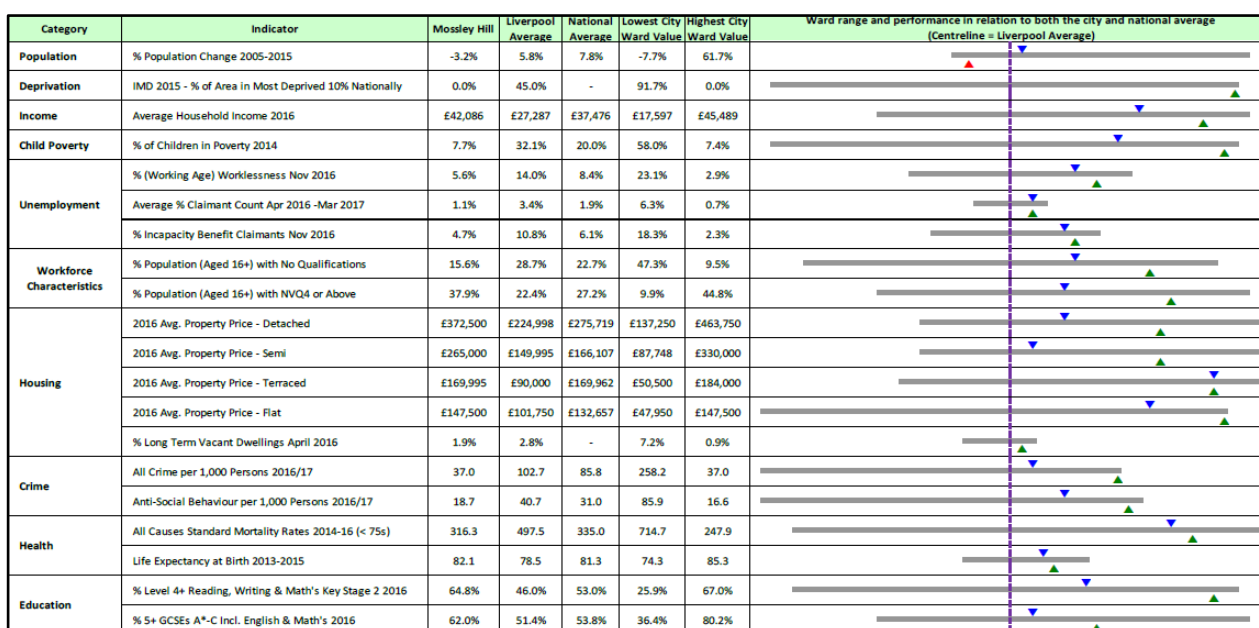 Category Indicator Mossley Hill Liverpool Average National Average Lowest City Ward Value Highest City Ward Value Ward range and performance in relation to both the city and national average
(Centreline = Liverpool Average)
Population % Population Change 2005-2015 -3.2% 5.8% 7.8% -7.7% 61.7%
Deprivation IMD 2015 - % of Area in Most Deprived 10% Nationally 0.0% 45.0% - 91.7% 0.0%
Income Average Household Income 2016 £42,086 £27,287 £37,476 £17,597 £45,489
Child Poverty % of Children in Poverty 2014 7.7% 32.1% 20.0% 58.0% 7.4%
Unemployment
% (Working Age) Worklessness Nov 2016 5.6% 14.0% 8.4% 23.1% 2.9%
Average % Claimant Count Apr 2016 -Mar 2017 1.1% 3.4% 1.9% 6.3% 0.7%
% Incapacity Benefit Claimants Nov 2016 4.7% 10.8% 6.1% 18.3% 2.3%
Workforce Characteristics
% Population (Aged 16+) with No Qualifications 15.6% 28.7% 22.7% 47.3% 9.5%
% Population (Aged 16+) with NVQ4 or Above 37.9% 22.4% 27.2% 9.9% 44.8%
Housing
2016 Avg. Property Price - Detached £372,500 £224,998 £275,719 £137,250 £463,750
2016 Avg. Property Price - Semi £265,000 £149,995 £166,107 £87,748 £330,000
2016 Avg. Property Price - Terraced £169,995 £90,000 £169,962 £50,500 £184,000
2016 Avg. Property Price - Flat £147,500 £101,750 £132,657 £47,950 £147,500
% Long Term Vacant Dwellings April 2016 1.9% 2.8% - 7.2% 0.9%
Crime
All Crime per 1,000 Persons 2016/17 37.0 102.7 85.8 258.2 37.0
Anti-Social Behaviour per 1,000 Persons 2016/17 18.7 40.7 31.0 85.9 16.6
Health
All Causes Standard Mortality Rates 2014-16 (< 75s) 316.3 497.5 335.0 714.7 247.9
Life Expectancy at Birth 2013-2015 82.1 78.5 81.3 74.3 85.3
Education
% Level 4+ Reading, Writing & Math's Key Stage 2 2016 64.8% 46.0% 53.0% 25.9% 67.0%
% 5+ GCSEs A*-C Incl. English & Math's 2016 62.0% 51.4% 53.8% 36.4% 80.2%